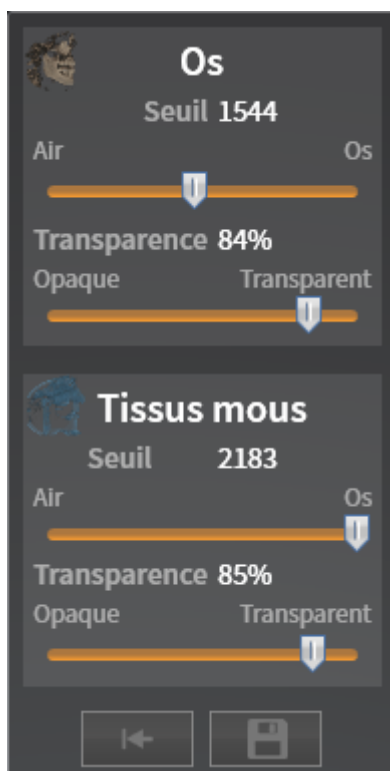 Os
Seuil 1544
Air Os
Transparence 84%
Opaque Transparent
Tissus mous
Seuil 2183
Air Os
Transparence 85%
Opaque Transparent